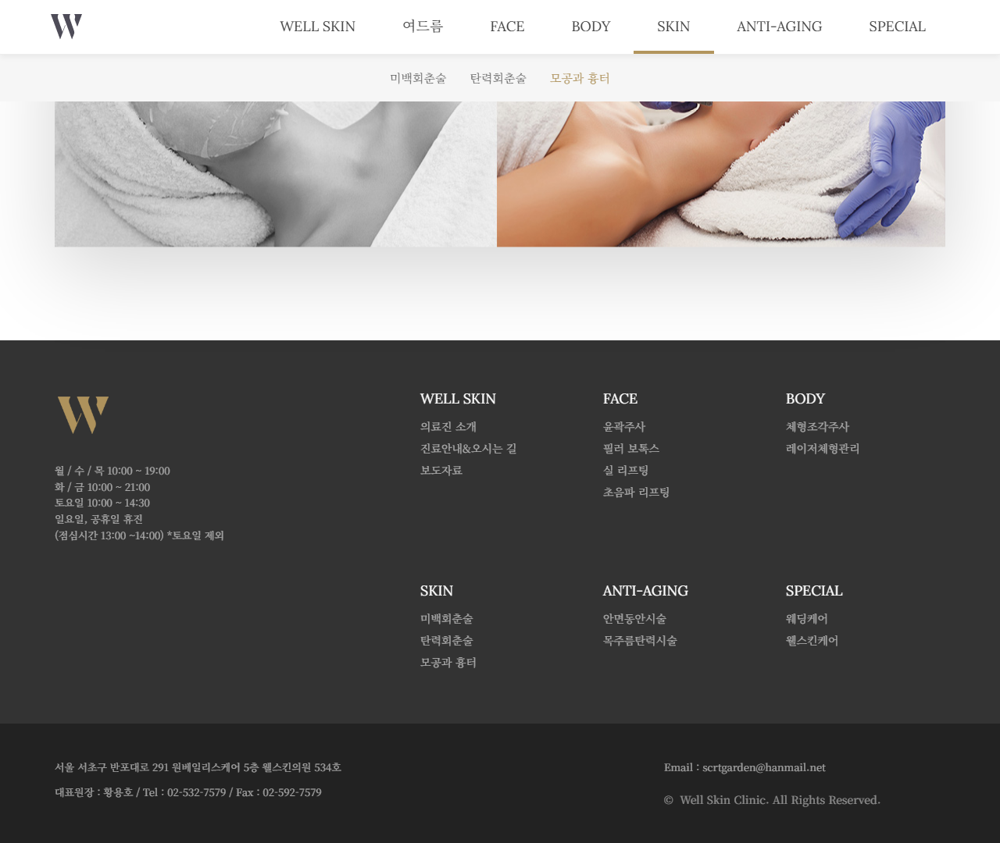 W
WELL SKIN 여드름 FACE BODY SKIN ANTI-AGING SPECIAL
미백회춘술 탄력회춘술 모공과 흉터
W
월 / 수 / 목 10:00 ~ 19:00
화 / 금 10:00 ~ 21:00
토요일 10:00 ~ 14:30
일요일, 공휴일 휴진
(점심시간 13:00 ~14:00) *토요일 제외
WELL SKIN
의료진 소개
진료안내&오시는 길
보도자료
FACE
윤곽주사
필러 보톡스
실 리프팅
초음파 리프팅
BODY
체형조각주사
레이저체형관리
SKIN
미백회춘술
탄력회춘술
모공과 흉터
ANTI-AGING
안면동안시술
목주름탄력시술
SPECIAL
웨딩케어
웰스킨케어
서울 서초구 반포대로 291 원베일리스케어 5층 웰스킨의원 534호
대표원장 : 황용호 / Tel : 02-532-7579 / Fax : 02-592-7579
Email : scrtgarden@hanmail.net
© Well Skin Clinic. All Rights Reserved.